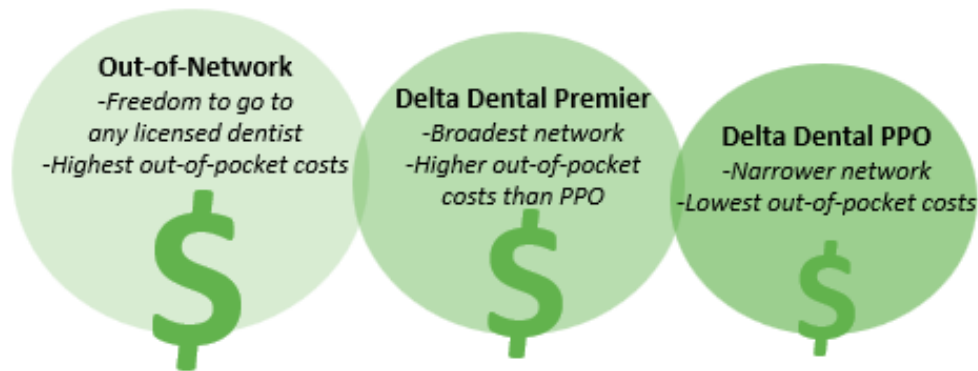 Out-of-Network
-Freedom to go to
any licensed dentist
-Highest out-of-pocket costs
$
Delta Dental Premier
-Broadest network
-Higher out-of-pocket
costs than PPO
$
Delta Dental PPO
-Narrower network
-Lowest out-of-pocket costs
$